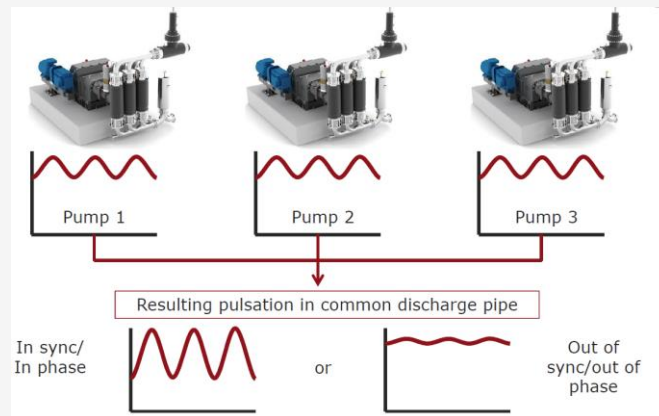 Pump 1
Pump 2
Pump 3
Resulting pulsation in common discharge pipe
In sync/
In phase
or
Out of
sync/out of
phase